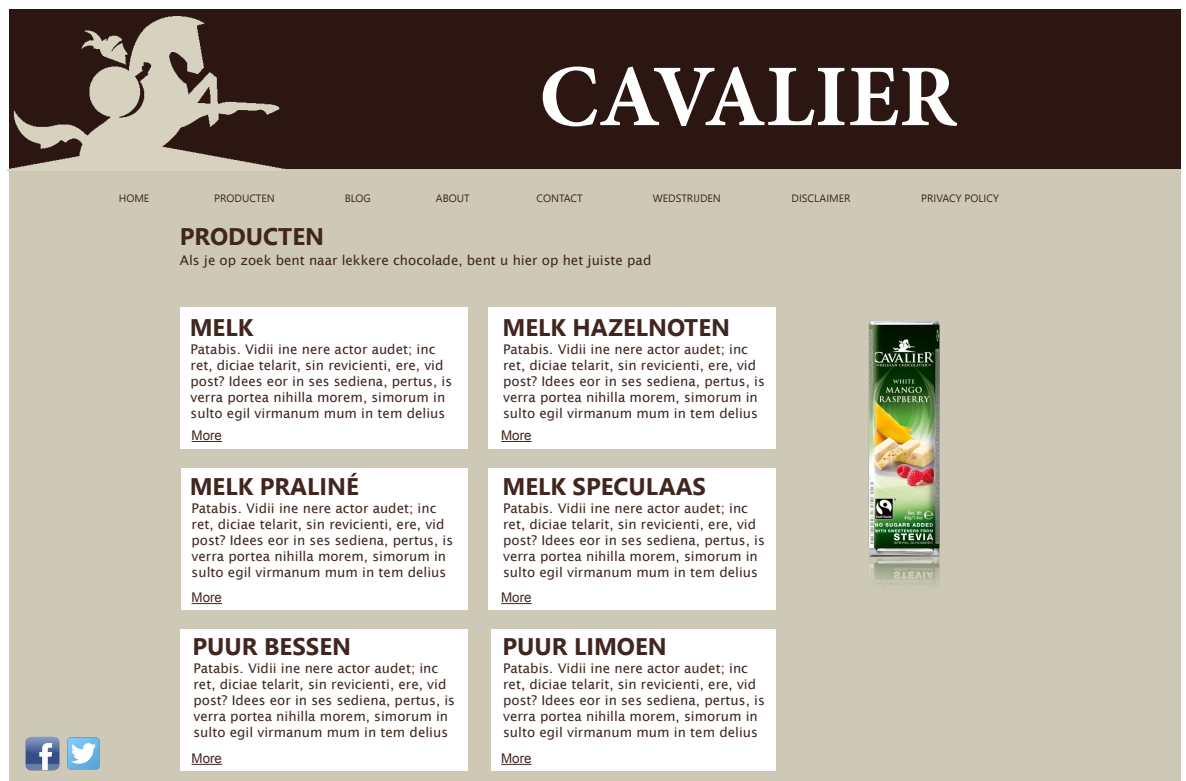 CAVALIER
HOME PRODUCTEN BLOG ABOUT CONTACT WEDSTRIJDEN DISCLAIMER PRIVACY POLICY
PRODUCTEN
Als je op zoek bent naar lekkere chocolade, bent u hier op het juiste pad
MELK
Patabis. Vidii ine nere actor audet; inc
ret, diciae telarit, sin revicienti, ere, vid
post? Idees eor in ses sediena, pertus, is
verra portea nihilla morem, simorum in
sulto egil virmanum mum in tem delius
More
MELK HAZELNOTEN
Patabis. Vidii ine nere actor audet; inc
ret, diciae telarit, sin revicienti, ere, vid
post? Idees eor in ses sediena, pertus, is
verra portea nihilla morem, simorum in
sulto egil virmanum mum in tem delius
More
MELK PRALINÉ
Patabis. Vidii ine nere actor audet; inc
ret, diciae telarit, sin revicienti, ere, vid
post? Idees eor in ses sediena, pertus, is
verra portea nihilla morem, simorum in
sulto egil virmanum mum in tem delius
More
MELK SPECULAAS
Patabis. Vidii ine nere actor audet; inc
ret, diciae telarit, sin revicienti, ere, vid
post? Idees eor in ses sediena, pertus, is
verra portea nihilla morem, simorum in
sulto egil virmanum mum in tem delius
More
PUUR BESSEN
Patabis. Vidii ine nere actor audet; inc
ret, diciae telarit, sin revicienti, ere, vid
post? Idees eor in ses sediena, pertus, is
verra portea nihilla morem, simorum in
sulto egil virmanum mum in tem delius
More
PUUR LIMOEN
Patabis. Vidii ine nere actor audet; inc
ret, diciae telarit, sin revicienti, ere, vid
post? Idees eor in ses sediena, pertus, is
verra portea nihilla morem, simorum in
sulto egil virmanum mum in tem delius
More
CAVALIER
WHITE
MANGO
RASPBERRY
NO SUGARS ADDED
WITH SWEETENERS FROM
STEVIA